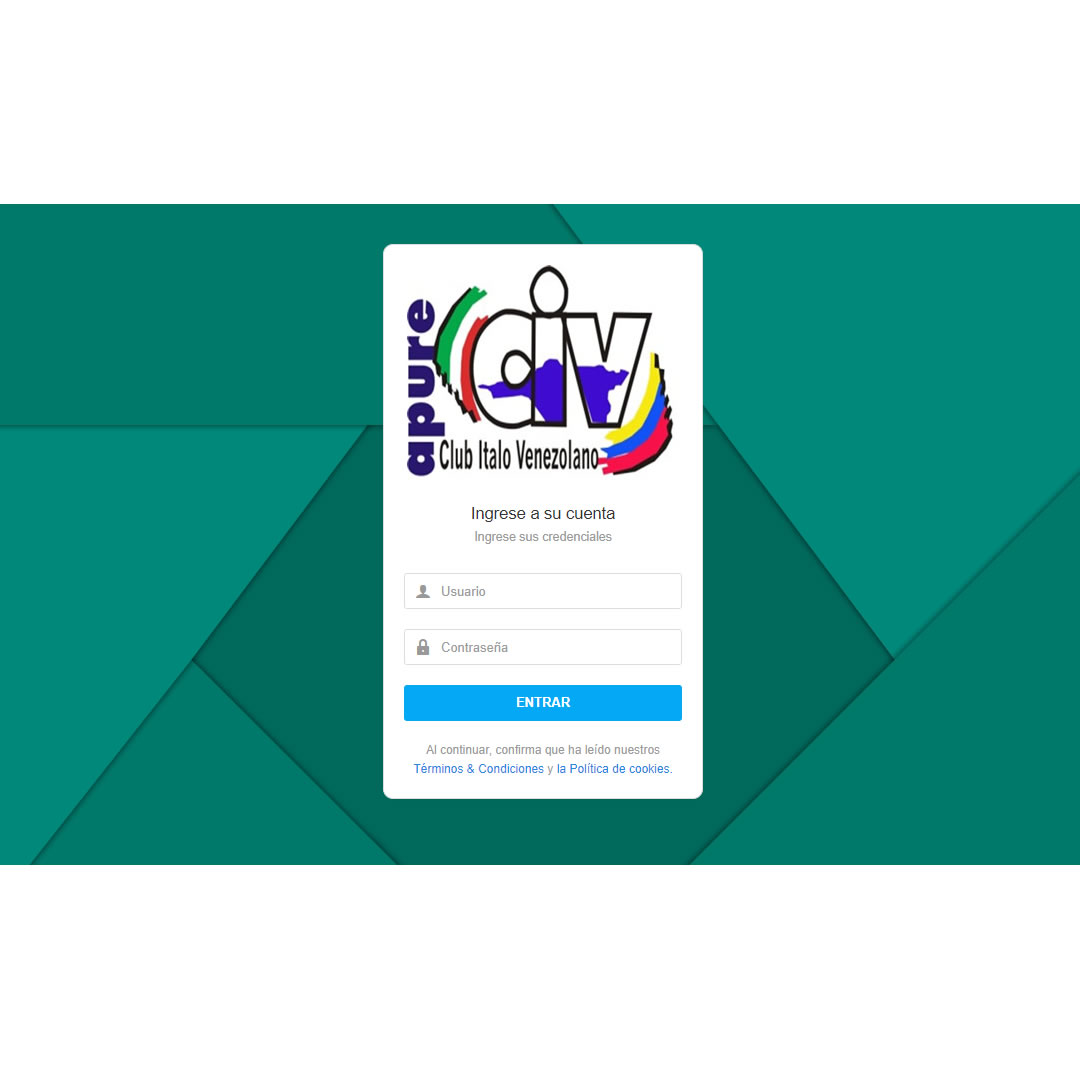 apure
CIV
Club Italo Venezolano
Ingrese a su cuenta
Ingrese sus credenciales
Usuario
Contraseña
ENTRAR
Al continuar, confirma que ha leído nuestros
Términos & Condiciones y la Política de cookies.